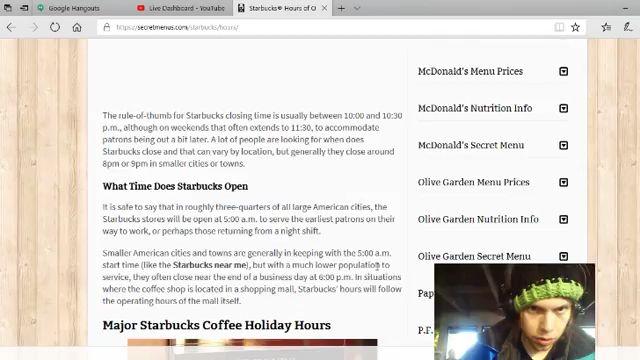 Google Hangouts
Live Dashboard - YouTube
Starbucks® Hours of O
https://secretmenus.com/starbucks/hours/
The rule-of-thumb for Starbucks closing time is usually between 10:00 and 10:30
p.m., although on weekends that often extends to 11:30, to accommodate
patrons being out a bit later. A lot of people are looking for when does
Starbucks close and that can vary by location, but generally they close around
8pm or 9pm in smaller cities or towns.
What Time Does Starbucks Open
It is safe to say that in roughly three-quarters of all large American cities, the
Starbucks stores will be open at 5:00 a.m. to serve the earliest patrons on their
way to work, or perhaps those returning from a night shift.
Smaller American cities and towns are generally in keeping with the 5:00 a.m.
start time (like the Starbucks near me), but with a much lower populating to
service, they often close near the end of a business day at 6:00 p.m. In situations
where the coffee shop is located in a shopping mall, Starbucks' hours will follow
the operating hours of the mall itself.
Major Starbucks Coffee Holiday Hours
McDonald's Menu Prices
McDonald's Nutrition Info
McDonald's Secret Menu
Olive Garden Menu Prices
Olive Garden Nutrition Info
Olive Garden Secret Menu
Pap
P.F.